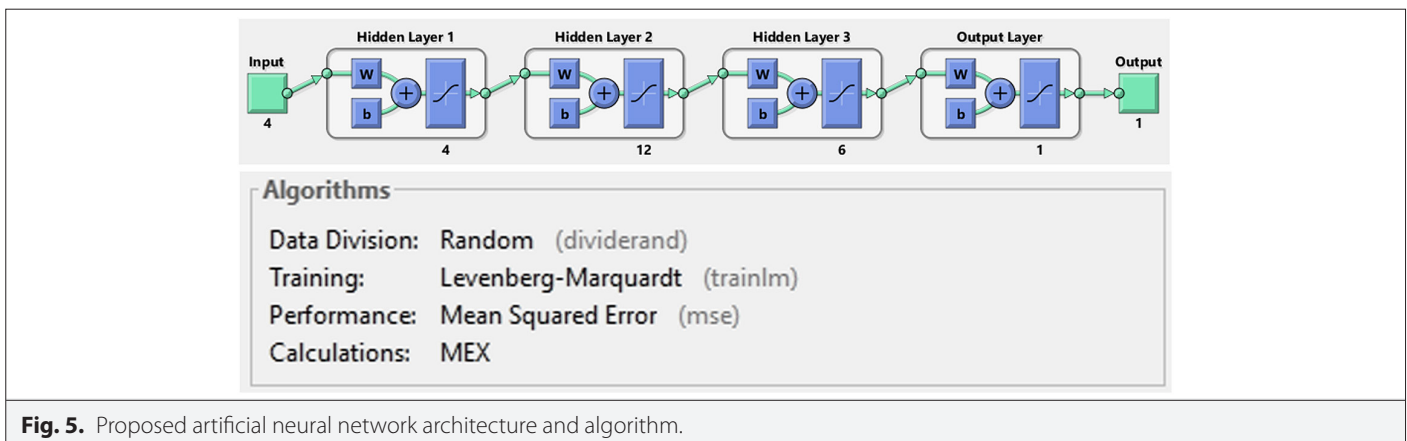 Hidden Layer 1 Hidden Layer 2 Hidden Layer 3 Output Layer
Input Output
W W W W
+ + + +
b b b b
4 1
4 12 6 1
Algorithms
Data Division: Random (dividerand)
Training: Levenberg-Marquardt (trainlm)
Performance: Mean Squared Error (mse)
Calculations: MEX
Fig. 5. Proposed artificial neural network architecture and algorithm.